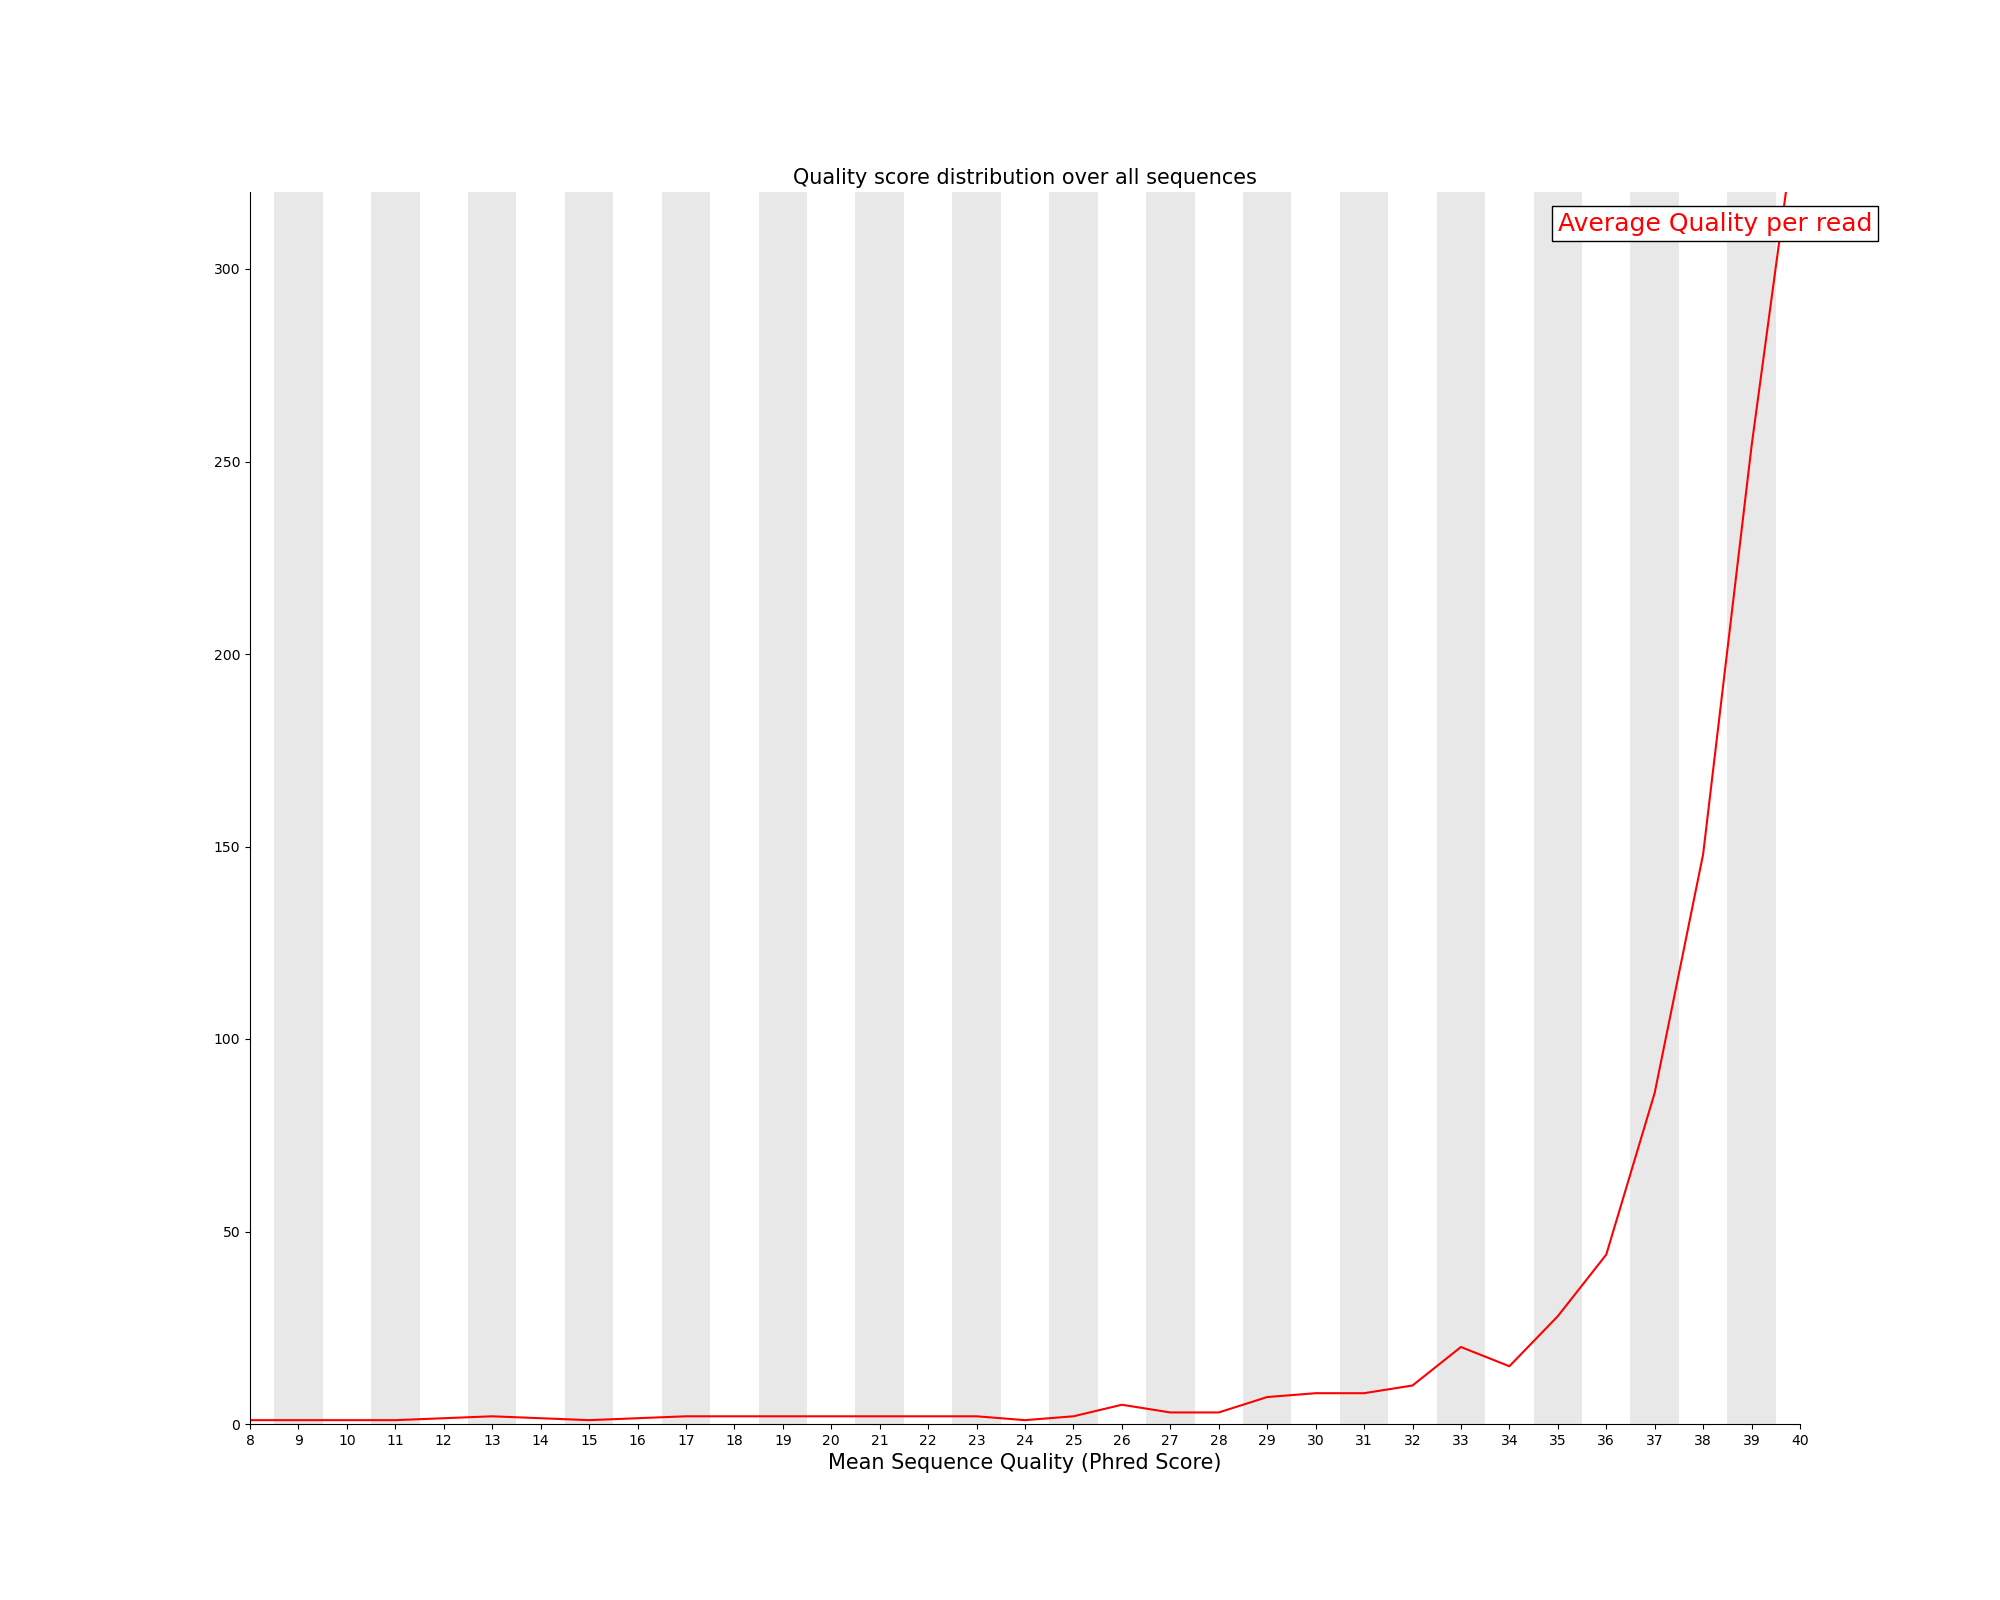 Quality score distribution over all sequences
Average Quality per read
300
250
200
150
100
50
0
8 9 10 11 12 13 14 15 16 17 18 19 20 21 22 23 24 25 26 27 28 29 30 31 32 33 34 35 36 37 38 39 40
Mean Sequence Quality (Phred Score)